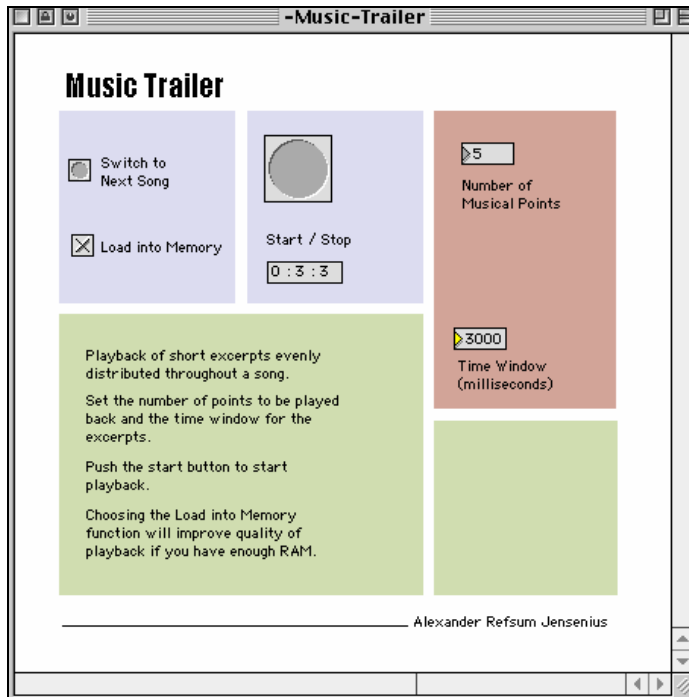 -Music-Trailer
Music Trailer
Switch to
Next Song
Load into Memory
Start / Stop
0 : 3 : 3
5
Number of
Musical Points
3000
Time Window
(milliseconds)
Playback of short excerpts evenly
distributed throughout a song.
Set the number of points to be played
back and the time window for the
excerpts.
Push the start button to start
playback.
Choosing the Load into Memory
function will improve quality of
playback if you have enough RAM.
Alexander Refsum Jensenius